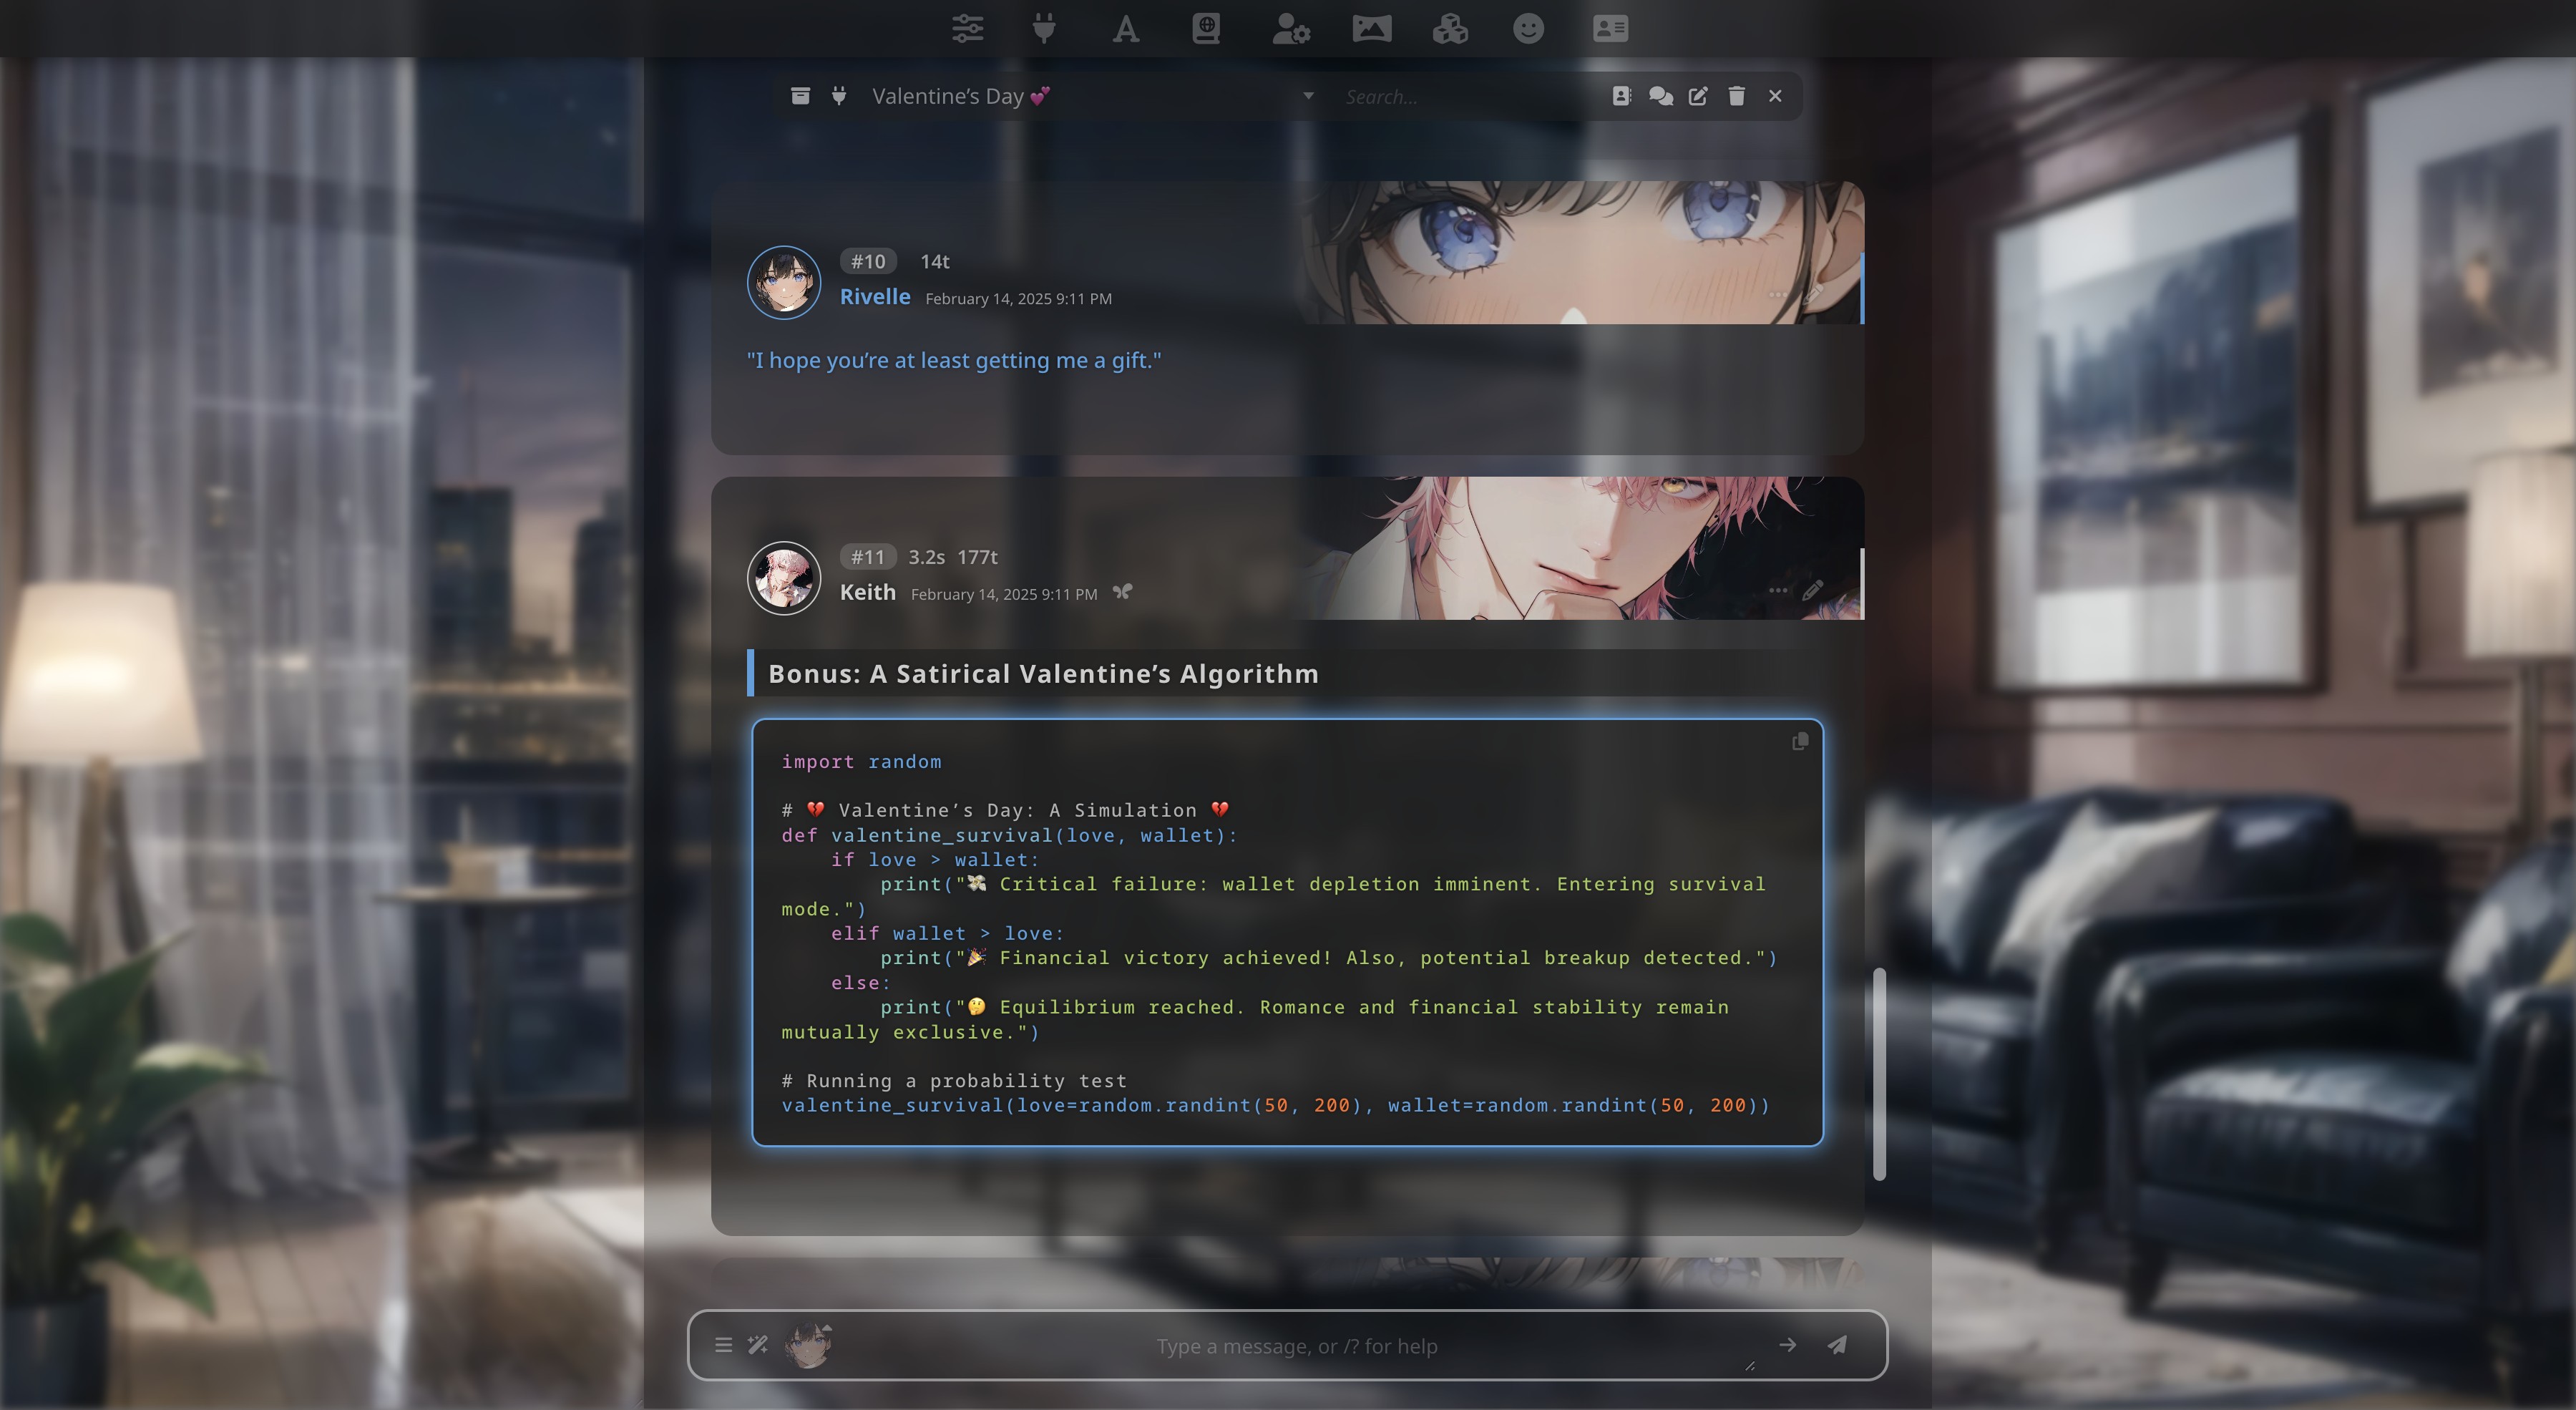 Valentine’s Day 💕
Search...
#10 14t
Rivelle February 14, 2025 9:11 PM
"I hope you’re at least getting me a gift."
#11 3.2s 177t
Keith February 14, 2025 9:11 PM
Bonus: A Satirical Valentine’s Algorithm
import random
# 💔 Valentine’s Day: A Simulation 💔
def valentine_survival(love, wallet):
    if love > wallet:
        print("💸 Critical failure: wallet depletion imminent. Entering survival
mode.")
    elif wallet > love:
        print("🎉 Financial victory achieved! Also, potential breakup detected.")
    else:
        print("🤔 Equilibrium reached. Romance and financial stability remain
mutually exclusive.")
# Running a probability test
valentine_survival(love=random.randint(50, 200), wallet=random.randint(50, 200))
Type a message, or /? for help